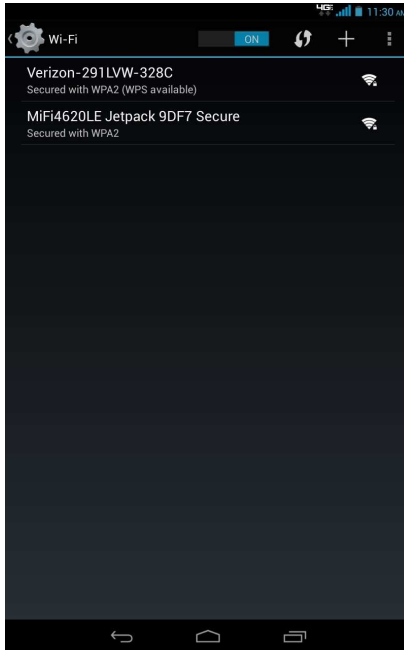 4G 11:30 AM
Wi-Fi ON
Verizon-291LVW-328C
Secured with WPA2 (WPS available)
MiFi4620LE Jetpack 9DF7 Secure
Secured with WPA2